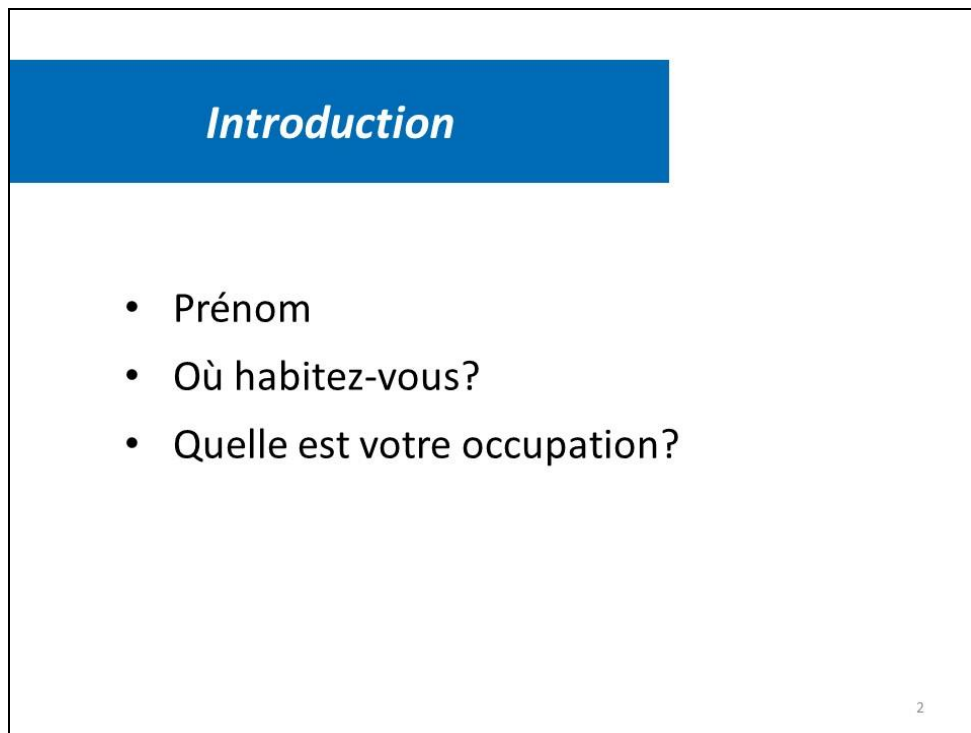 Introduction
• Prénom
• Où habitez-vous?
• Quelle est votre occupation?
2